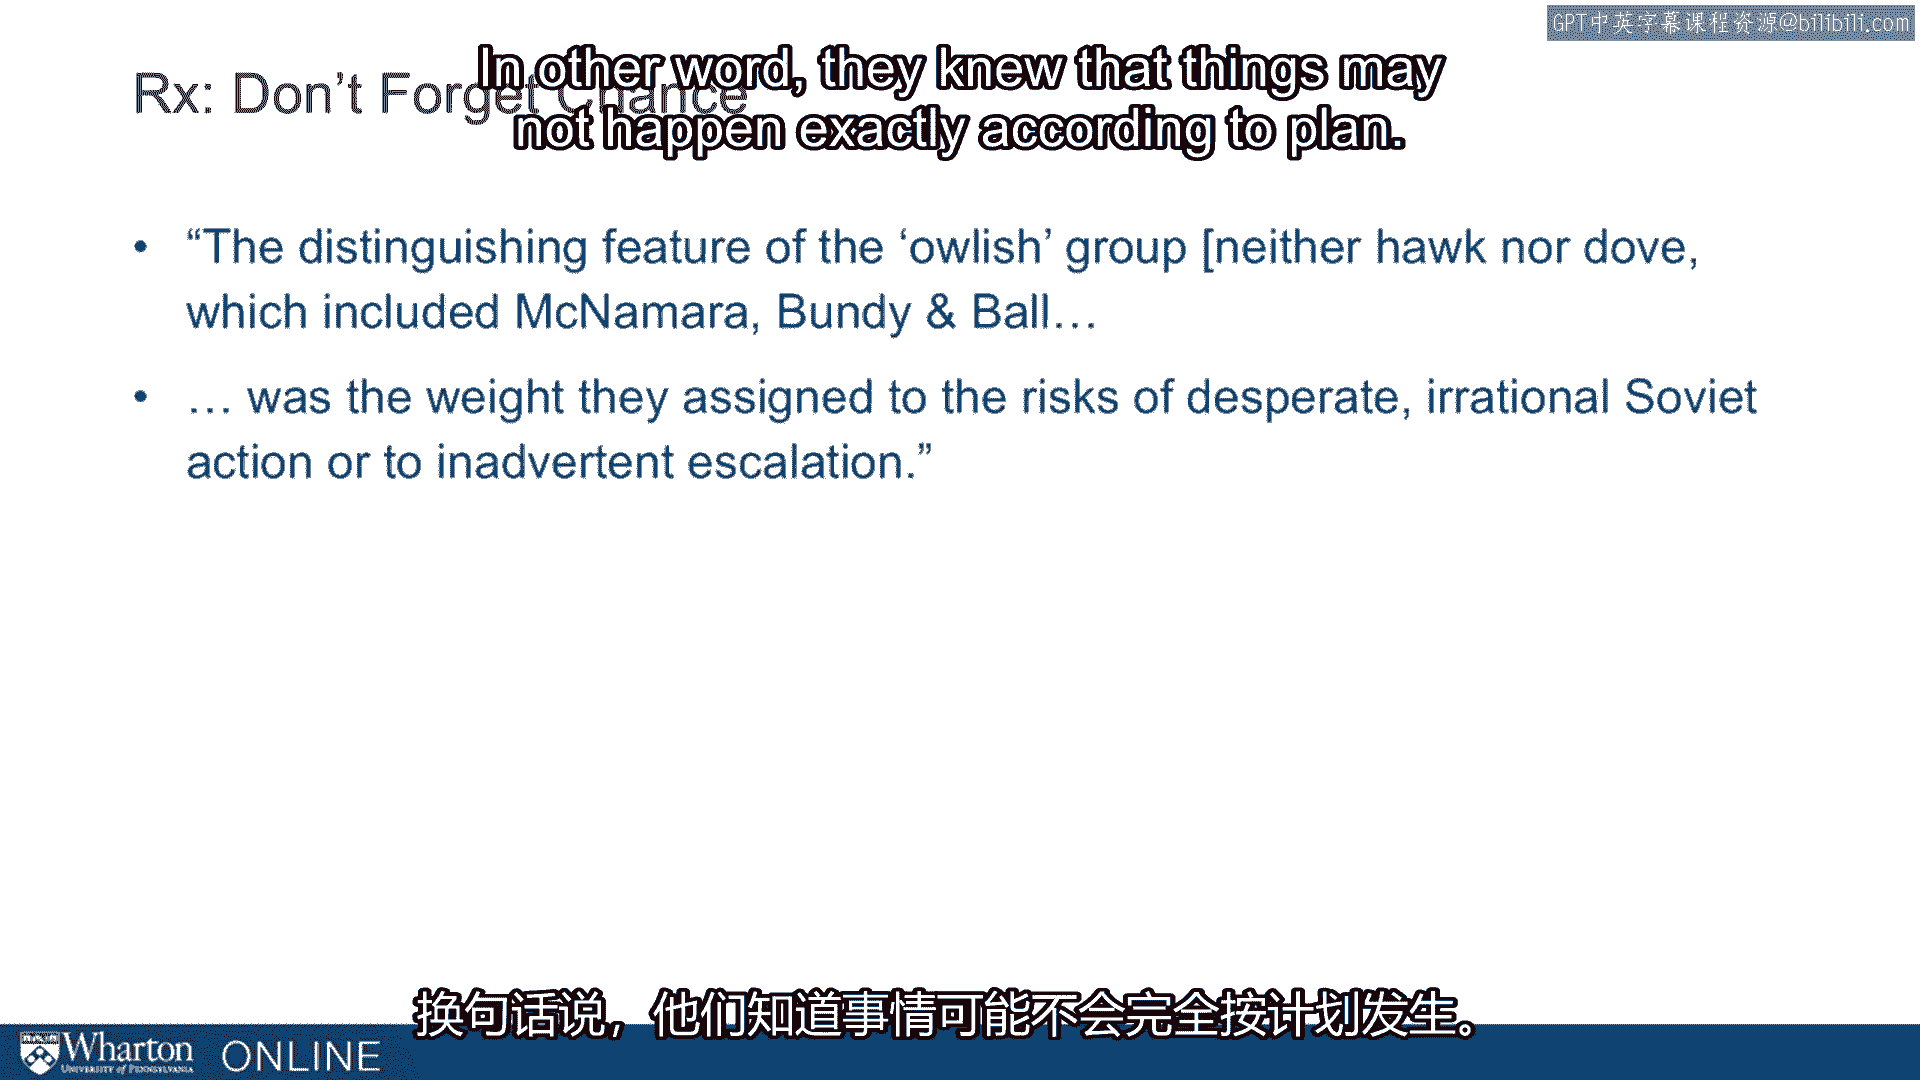 GPT中英字幕课程资源@bilibili.com
In other word, they knew that things may
not happen exactly according to plan.
Rx: Don’t Forget Chance
• “The distinguishing feature of the ‘owlish’ group [neither hawk nor dove,
which included McNamara, Bundy & Ball…
• … was the weight they assigned to the risks of desperate, irrational Soviet
action or to inadvertent escalation.”
换句话说，他们知道事情可能不会完全按计划发生。
Wharton
UNIVERSITY of PENNSYLVANIA
ONLINE